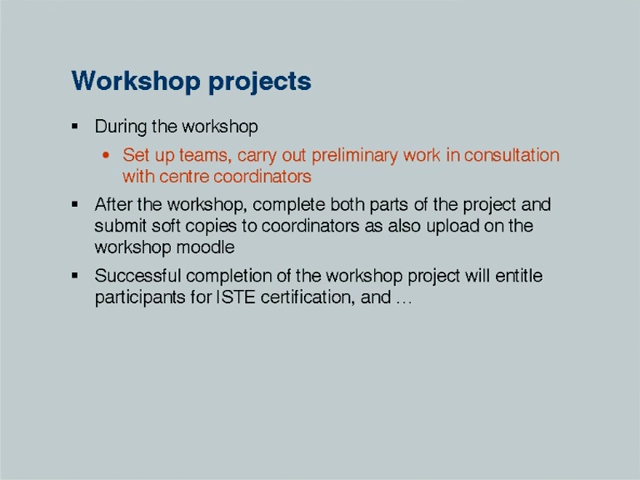 Workshop projects
▪ During the workshop
• Set up teams, carry out preliminary work in consultation
with centre coordinators
▪ After the workshop, complete both parts of the project and
submit soft copies to coordinators as also upload on the
workshop moodle
▪ Successful completion of the workshop project will entitle
participants for ISTE certification, and …